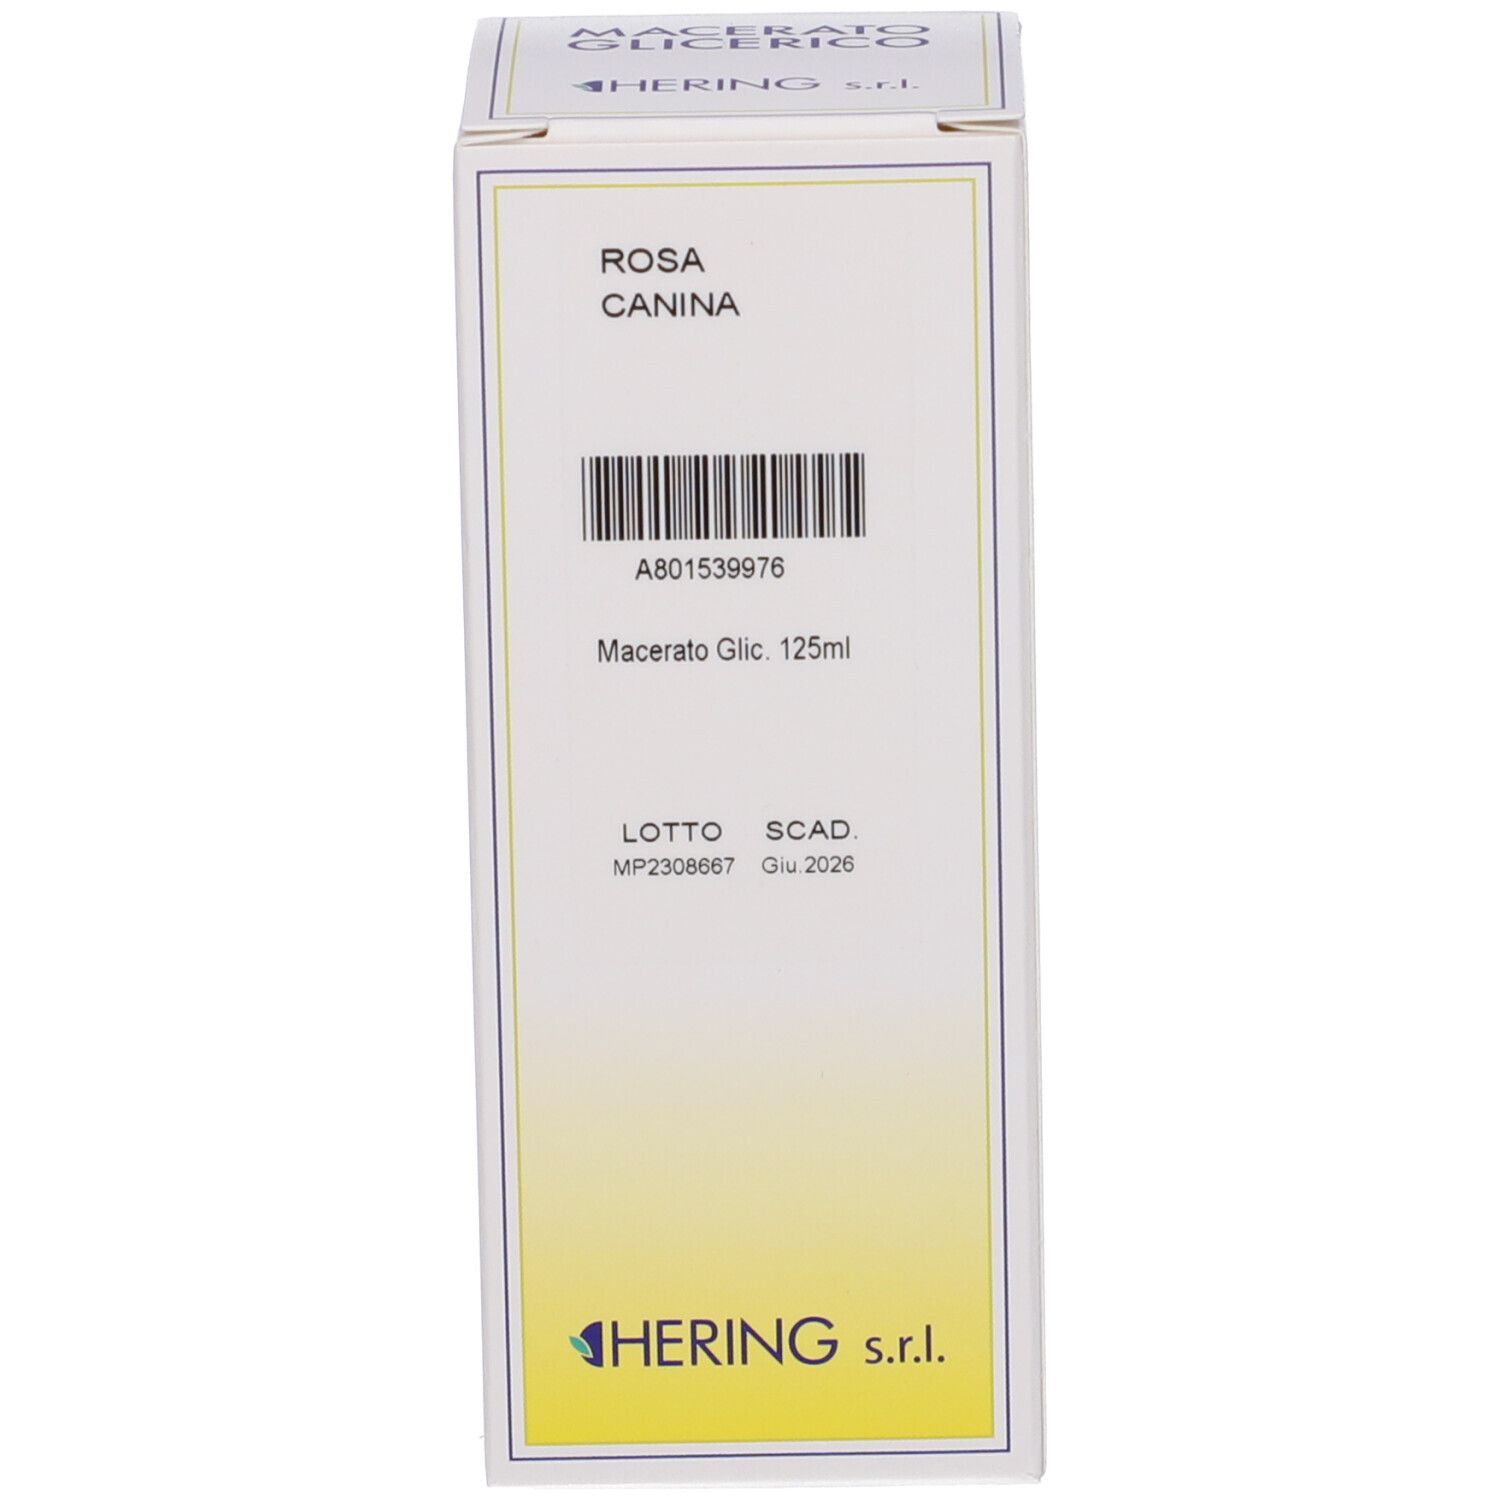 MACERATO
GLICERICO
HERING s.r.l.
ROSA
CANINA
A801539976
Macerato Glic. 125ml
LOTTO SCAD.
MP2308667 Giu.2026
HERING s.r.l.